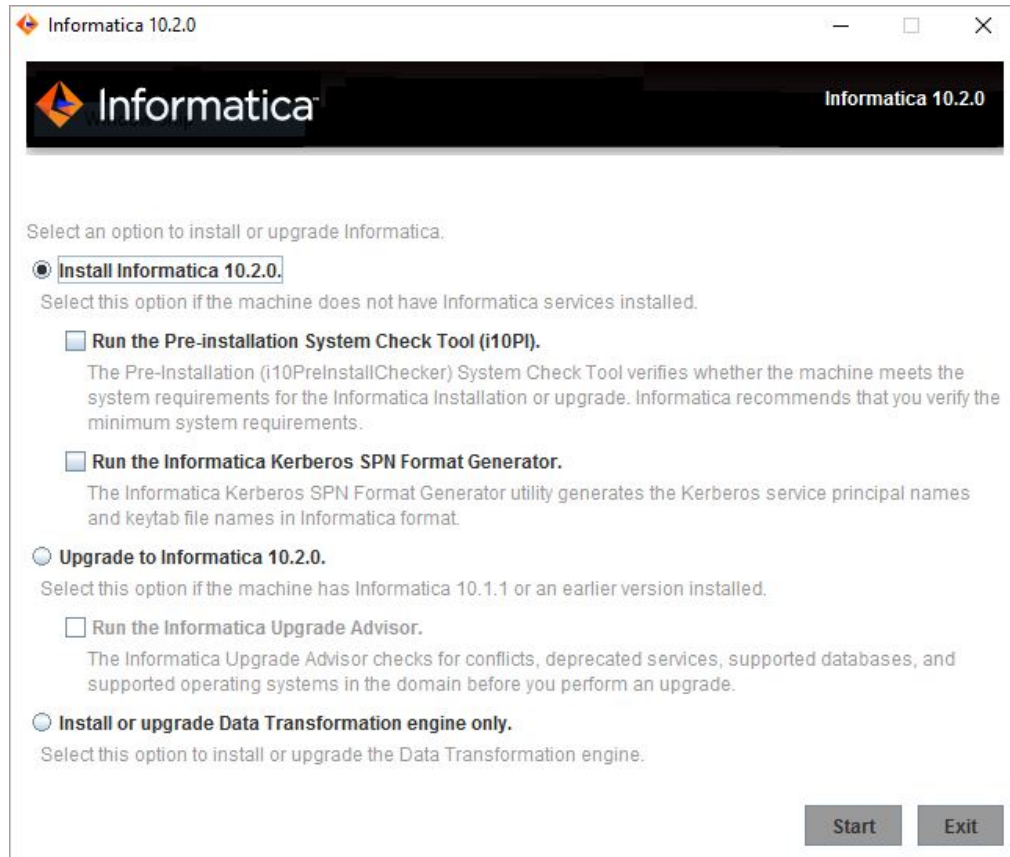 Informatica 10.2.0
Informatica
Informatica 10.2.0
Select an option to install or upgrade Informatica.
Install Informatica 10.2.0.
Select this option if the machine does not have Informatica services installed.
Run the Pre-installation System Check Tool (i10PI).
The Pre-Installation (i10PreInstallChecker) System Check Tool verifies whether the machine meets the
system requirements for the Informatica Installation or upgrade. Informatica recommends that you verify the
minimum system requirements.
Run the Informatica Kerberos SPN Format Generator.
The Informatica Kerberos SPN Format Generator utility generates the Kerberos service principal names
and keytab file names in Informatica format.
Upgrade to Informatica 10.2.0.
Select this option if the machine has Informatica 10.1.1 or an earlier version installed.
Run the Informatica Upgrade Advisor.
The Informatica Upgrade Advisor checks for conflicts, deprecated services, supported databases, and
supported operating systems in the domain before you perform an upgrade.
Install or upgrade Data Transformation engine only.
Select this option to install or upgrade the Data Transformation engine.
Start Exit